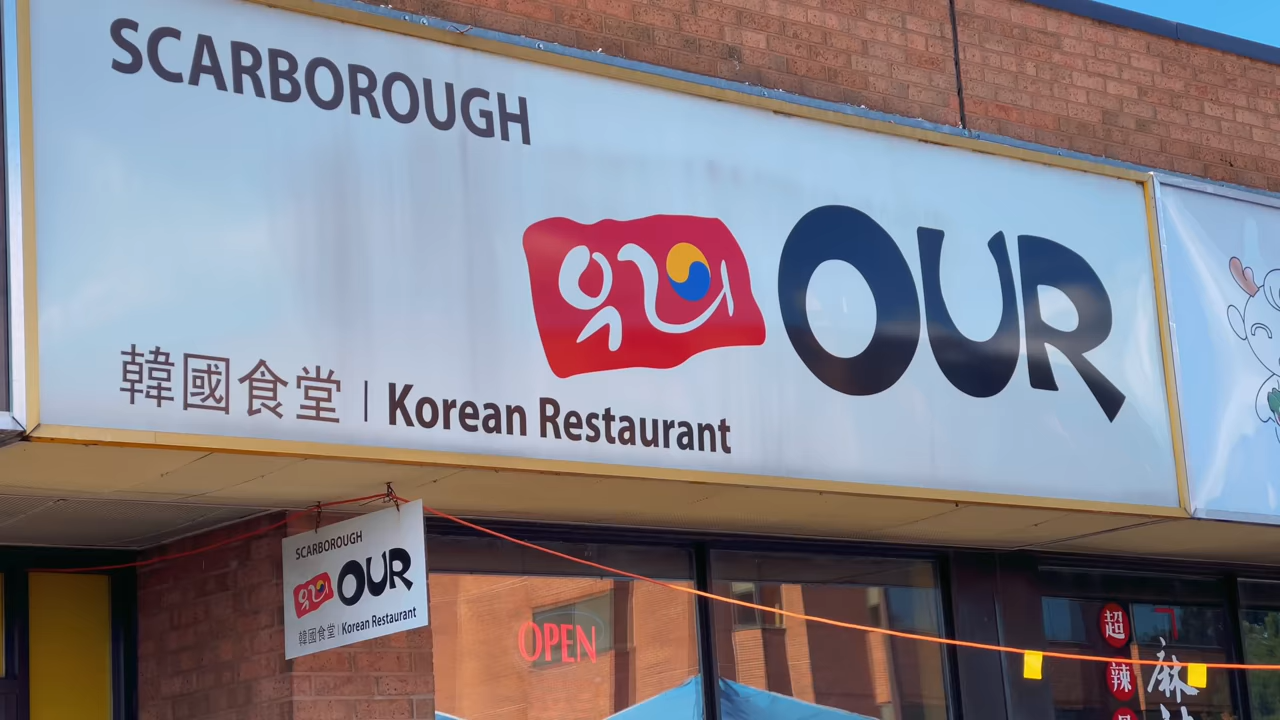 SCARBOROUGH
우리 OUR
韓國食堂 | Korean Restaurant
SCARBOROUGH
우리 OUR
韓國食堂 | Korean Restaurant
OPEN
超
辣
麻